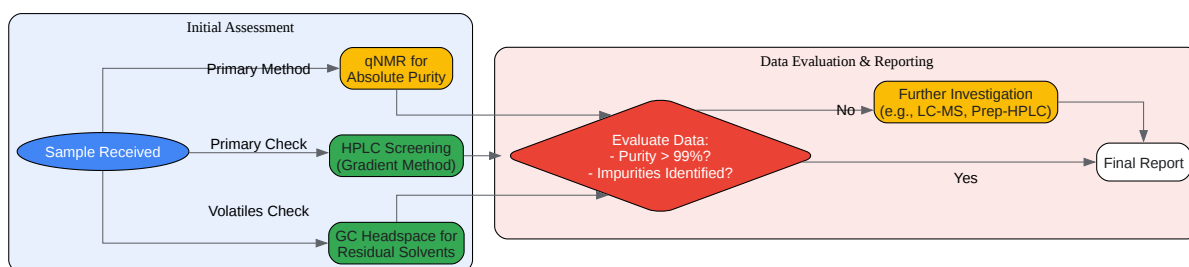 Initial Assessment
Primary Method
qNMR for
Absolute Purity
Sample Received
Primary Check
HPLC Screening
(Gradient Method)
Volatiles Check
GC Headspace for
Residual Solvents
Data Evaluation & Reporting
Evaluate Data:
- Purity > 99%?
- Impurities Identified?
No
Further Investigation
(e.g., LC-MS, Prep-HPLC)
Yes
Final Report